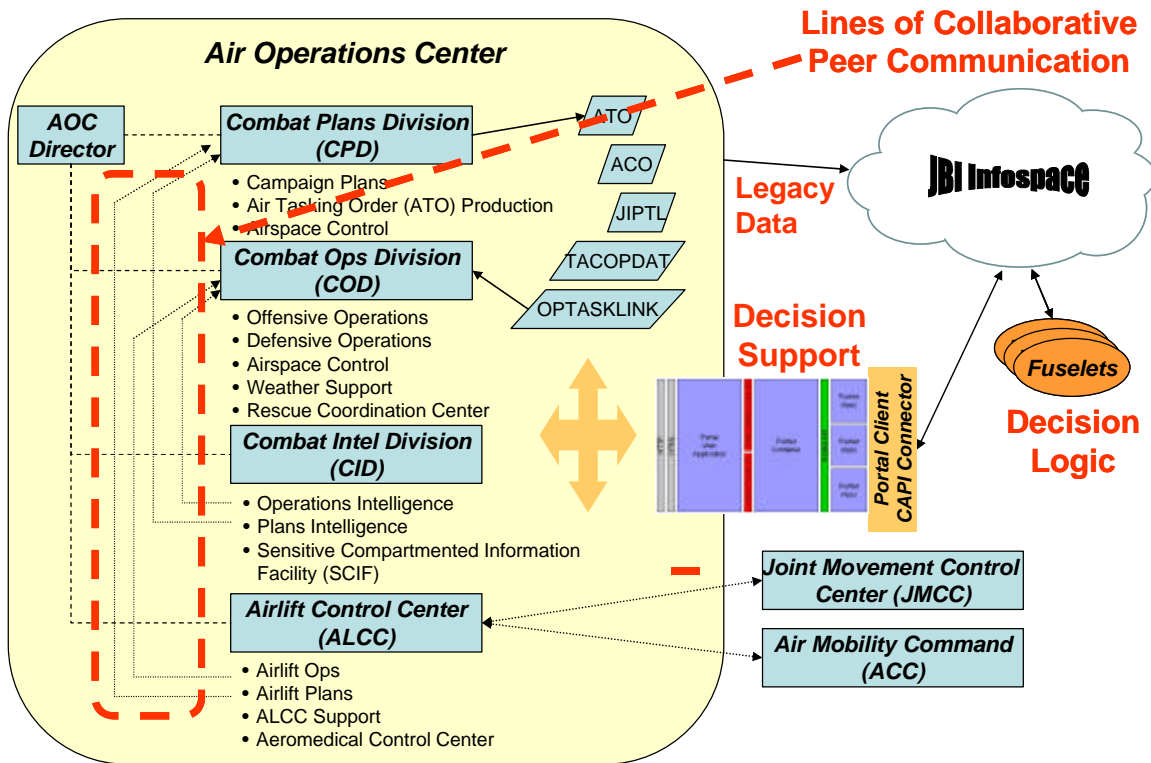 Lines of Collaborative
Peer Communication
Air Operations Center
AOC
Director
Combat Plans Division
(CPD)
• Campaign Plans
• Air Tasking Order (ATO) Production
• Airspace Control
Combat Ops Division
(COD)
• Offensive Operations
• Defensive Operations
• Airspace Control
• Weather Support
• Rescue Coordination Center
Combat Intel Division
(CID)
• Operations Intelligence
• Plans Intelligence
• Sensitive Compartmented Information
Facility (SCIF)
Airlift Control Center
(ALCC)
• Airlift Ops
• Airlift Plans
• ALCC Support
• Aeromedical Control Center
ATO
ACO
JIPTL
TACOPDAT
OPTASKLINK
Legacy
Data
JBI Infospace
Decision
Support
Portal Client
CAPI Connector
Fuselets
Decision
Logic
Joint Movement Control
Center (JMCC)
Air Mobility Command
(ACC)